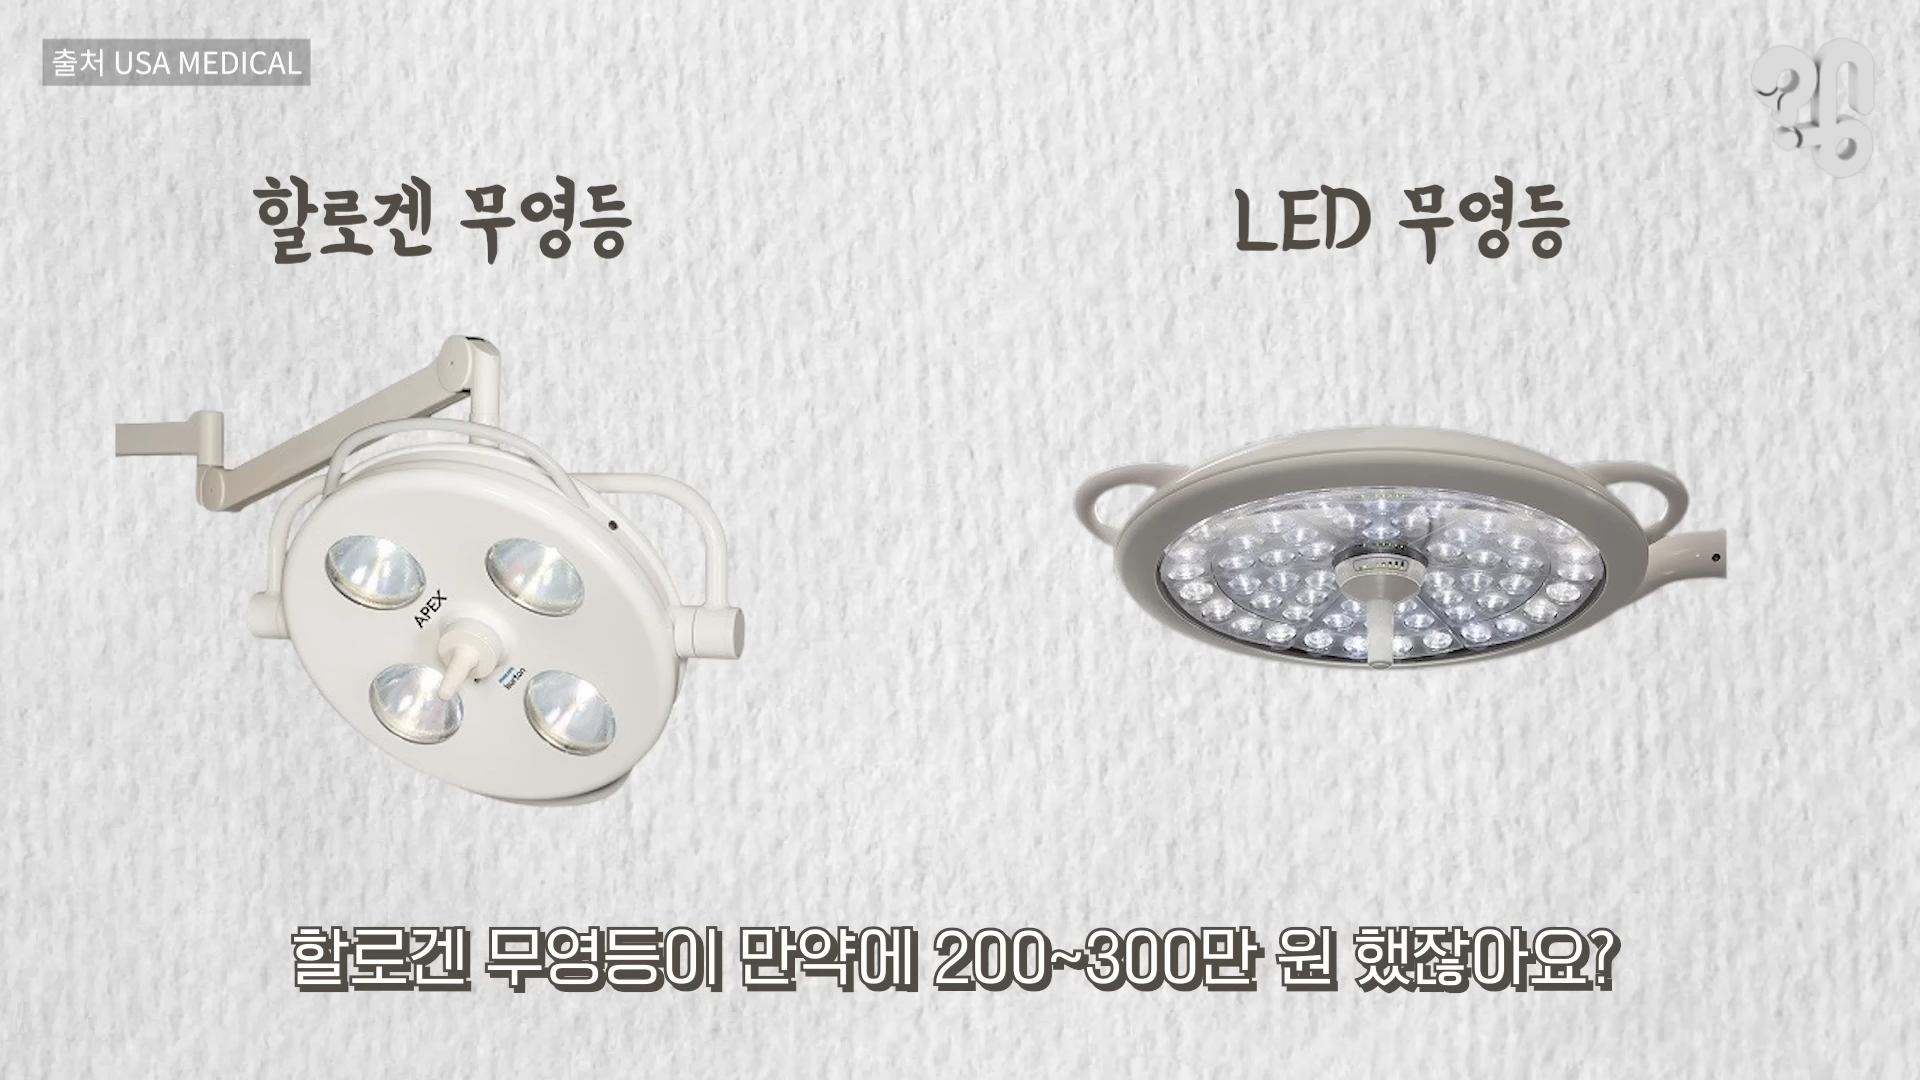 출처 USA MEDICAL
할로겐 무영등
LED 무영등
APEX
burton
할로겐 무영등이 만약에 200~300만 원 했잖아요?